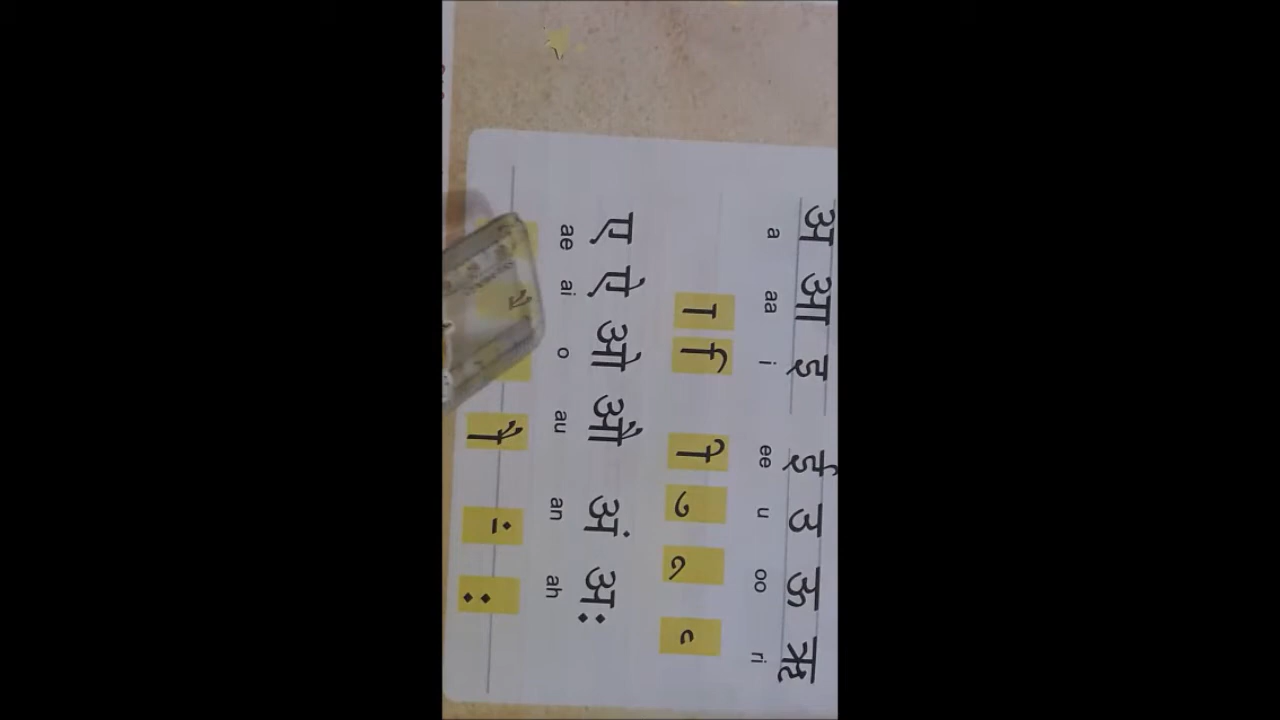 अ आ इ ई उ ऊ ऋ
a aa i ee u oo ri
ा ि ी ु ू ृ
ए ऐ ओ औ अं अः
ae ai o au an ah
ौ ं ः